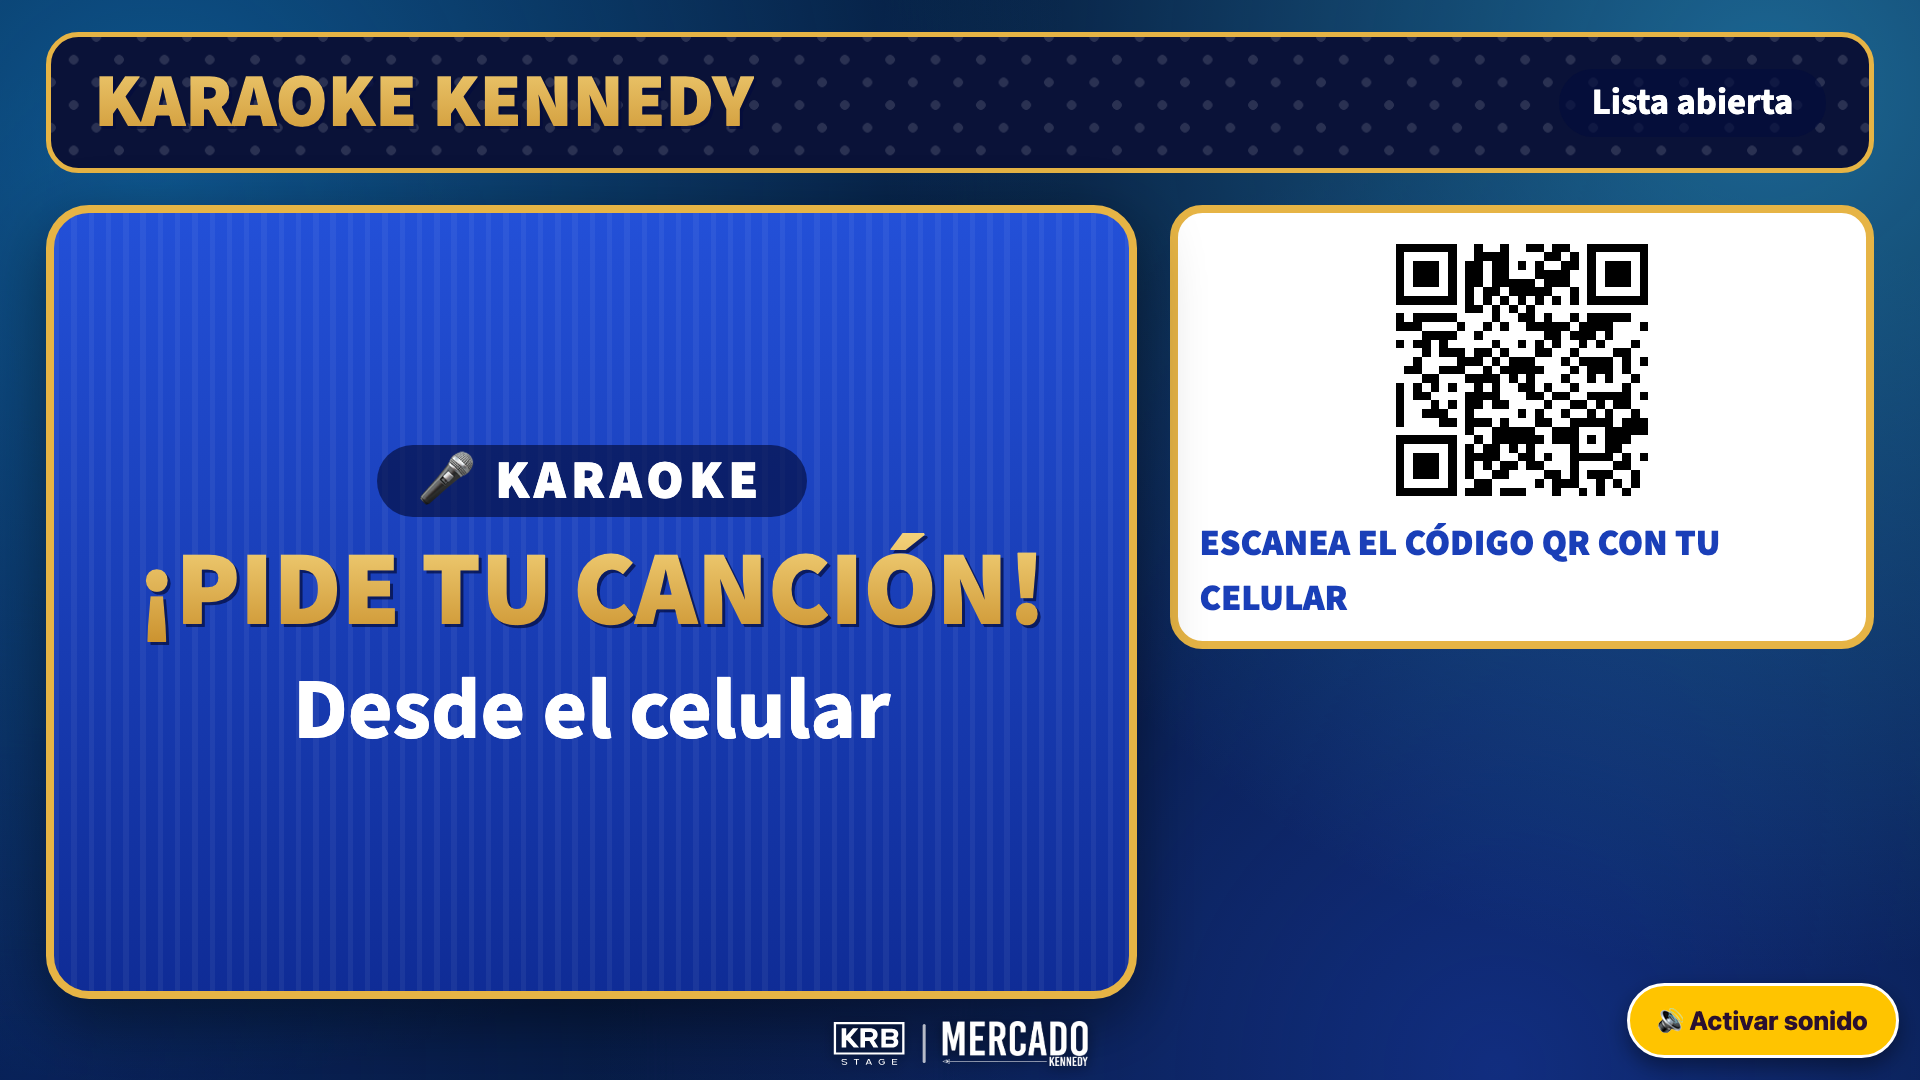 KARAOKE KENNEDY
Lista abierta
KARAOKE
¡PIDE TU CANCIÓN!
Desde el celular
ESCANEA EL CÓDIGO QR CON TU
CELULAR
Activar sonido
KRB
STAGE
MERCADO
KENNEDY